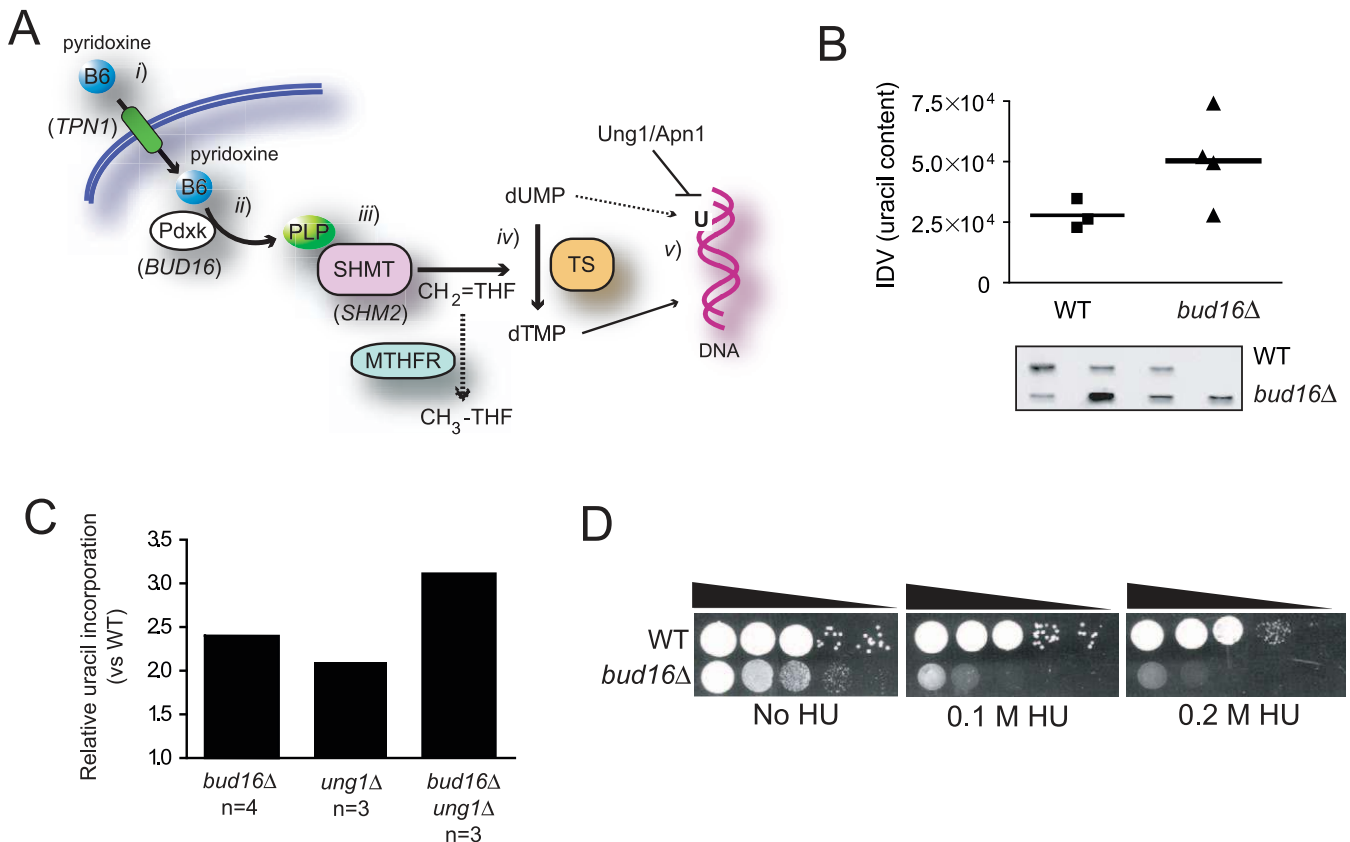 A
pyridoxine
B6
i)
(TPN1)
pyridoxine
B6
ii)
Pdxk
(BUD16)
PLP
iii)
SHMT
(SHM2)
CH2=THF
MTHFR
CH3-THF
Ung1/Apn1
dUMP
U
iv)
v)
TS
dTMP
DNA
B
IDV (uracil content)
7.5×10⁴
5.0×10⁴
2.5×10⁴
0
WT
bud16Δ
WT
bud16Δ
C
Relative uracil incorporation
(vs WT)
3.5
3.0
2.5
2.0
1.5
1.0
bud16Δ
n=4
ung1Δ
n=3
bud16Δ
ung1Δ
n=3
D
WT
bud16Δ
No HU
0.1 M HU
0.2 M HU